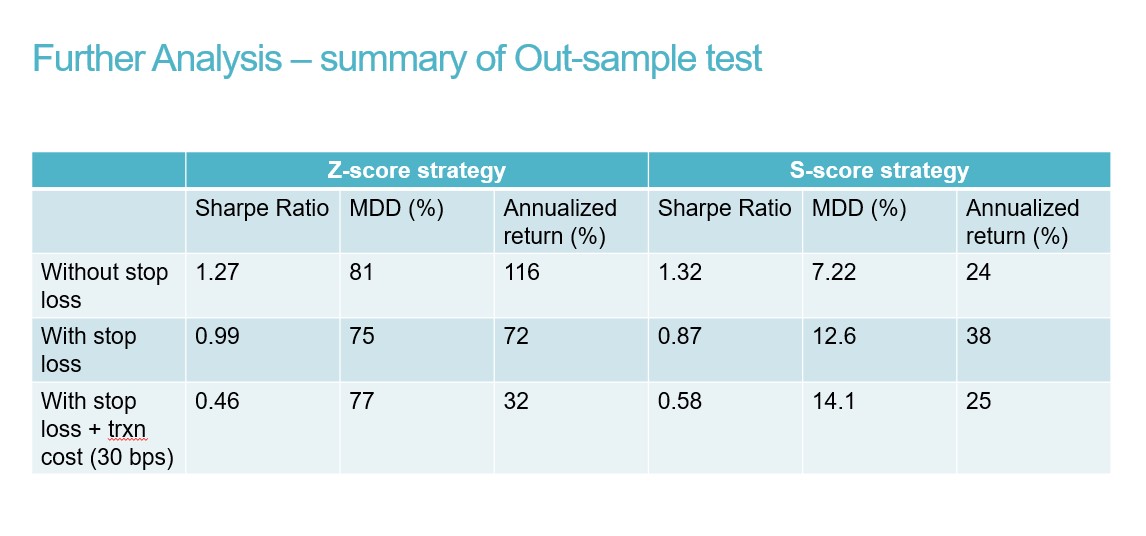 Further Analysis – summary of Out-sample test
Z-score strategy S-score strategy
Sharpe Ratio MDD (%) Annualized return (%) Sharpe Ratio MDD (%) Annualized return (%)
Without stop loss 1.27 81 116 1.32 7.22 24
With stop loss 0.99 75 72 0.87 12.6 38
With stop loss + trxn cost (30 bps) 0.46 77 32 0.58 14.1 25